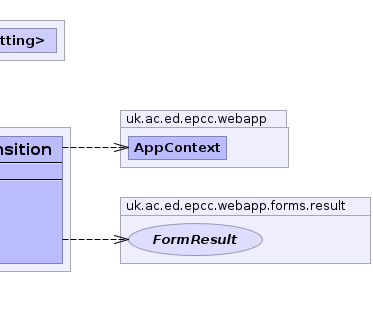 tting>
uk.ac.ed.epcc.webapp
nsition
AppContext
uk.ac.ed.epcc.webapp.forms.result
FormResult